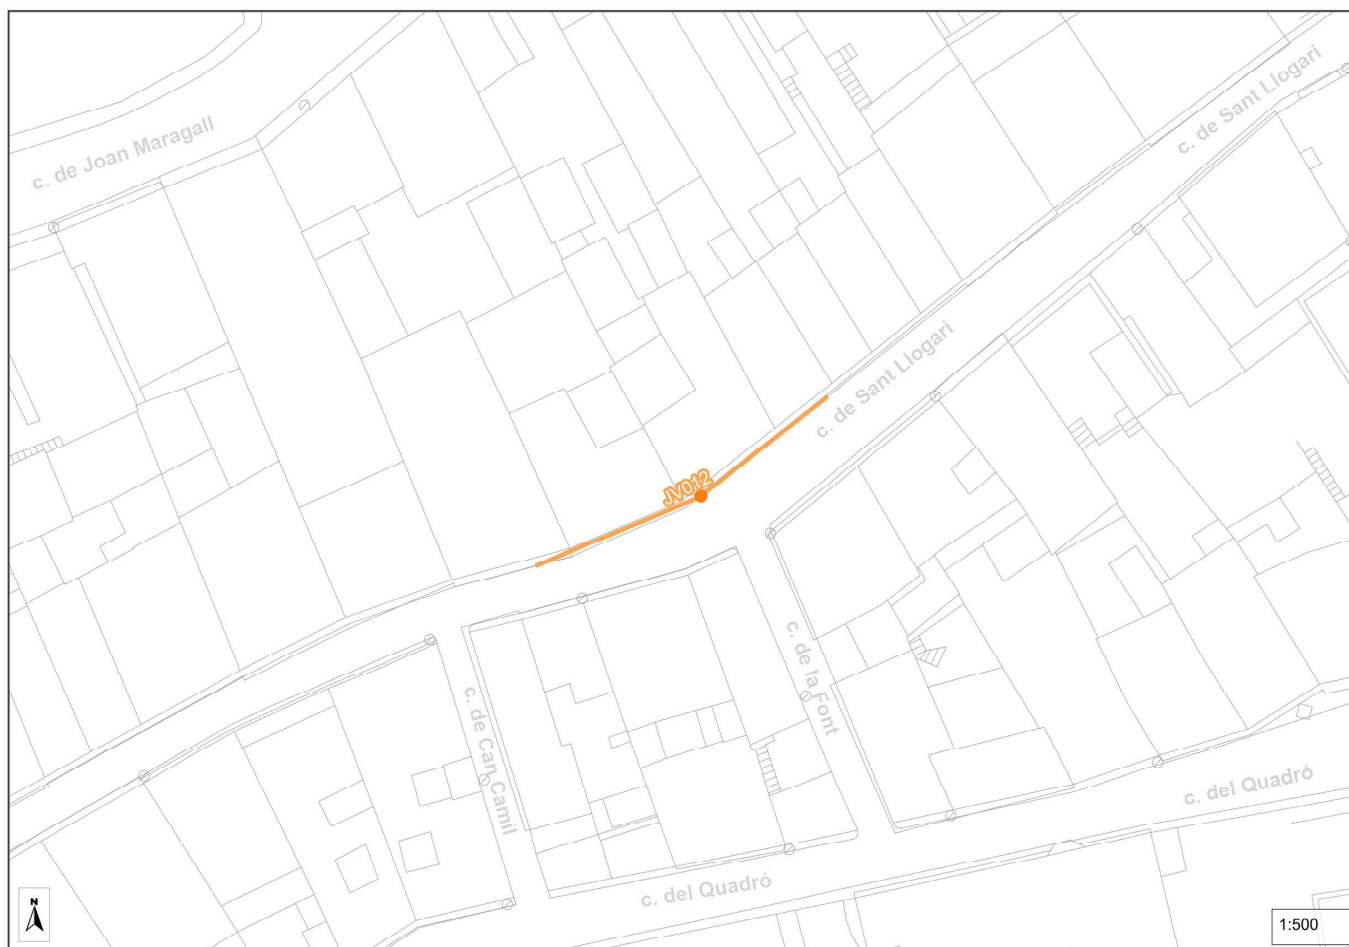 c. de Sant Llogari
c. de Joan Maragall
c. de Sant Llogari
JV012
c. de la Font
c. de Can Camil
c. del Quadró
c. del Quadró
N
1:500